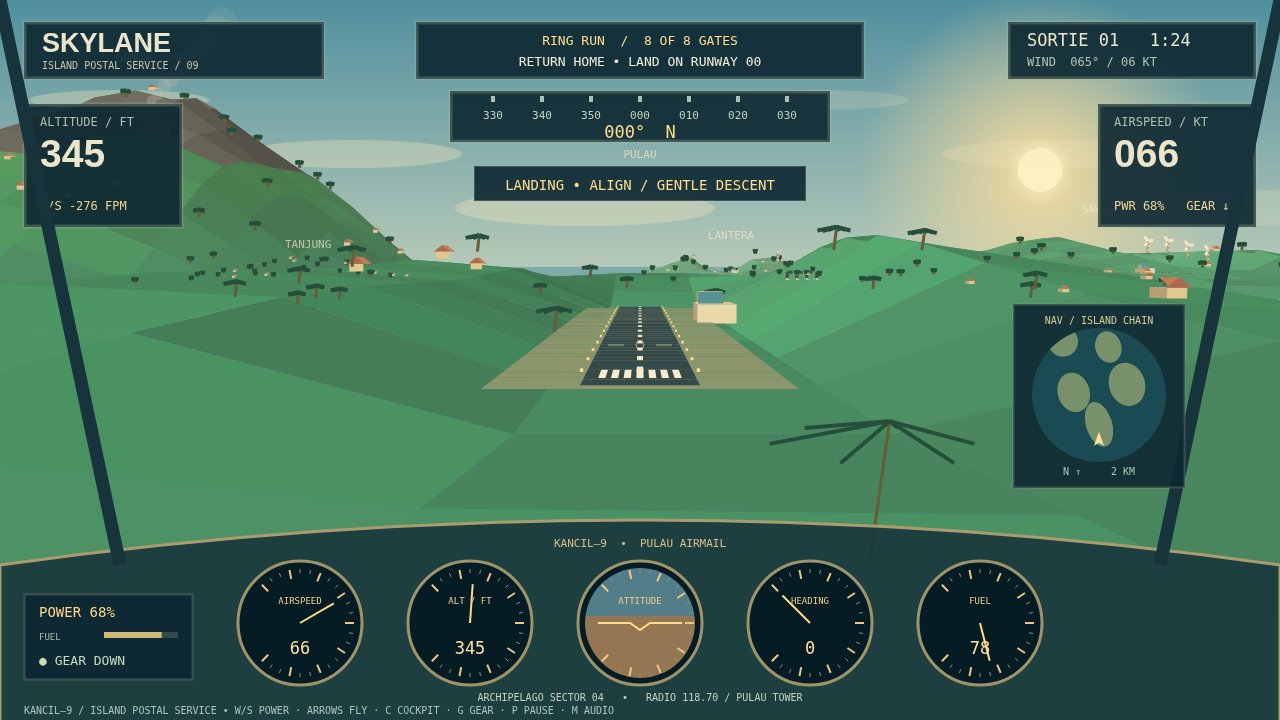 SKYLANE
ISLAND POSTAL SERVICE / 09
RING RUN / 8 OF 8 GATES
RETURN HOME • LAND ON RUNWAY 00
SORTIE 01 1:24
WIND 065° / 06 KT
330 340 350 000 010 020 030
000° N
PULAU
LANDING • ALIGN / GENTLE DESCENT
ALTITUDE / FT
345
/S -276 FPM
AIRSPEED / KT
066
PWR 68% GEAR ↓
TANJUNG
LANTERA
NAV / ISLAND CHAIN
N ↑ 2 KM
KANCIL—9 • PULAU AIRMAIL
POWER 68%
FUEL
● GEAR DOWN
AIRSPEED
66
ALT / FT
345
ATTITUDE
HEADING
0
FUEL
78
ARCHIPELAGO SECTOR 04 • RADIO 118.70 / PULAU TOWER
KANCIL—9 / ISLAND POSTAL SERVICE • W/S POWER · ARROWS FLY · C COCKPIT · G GEAR · P PAUSE · M AUDIO